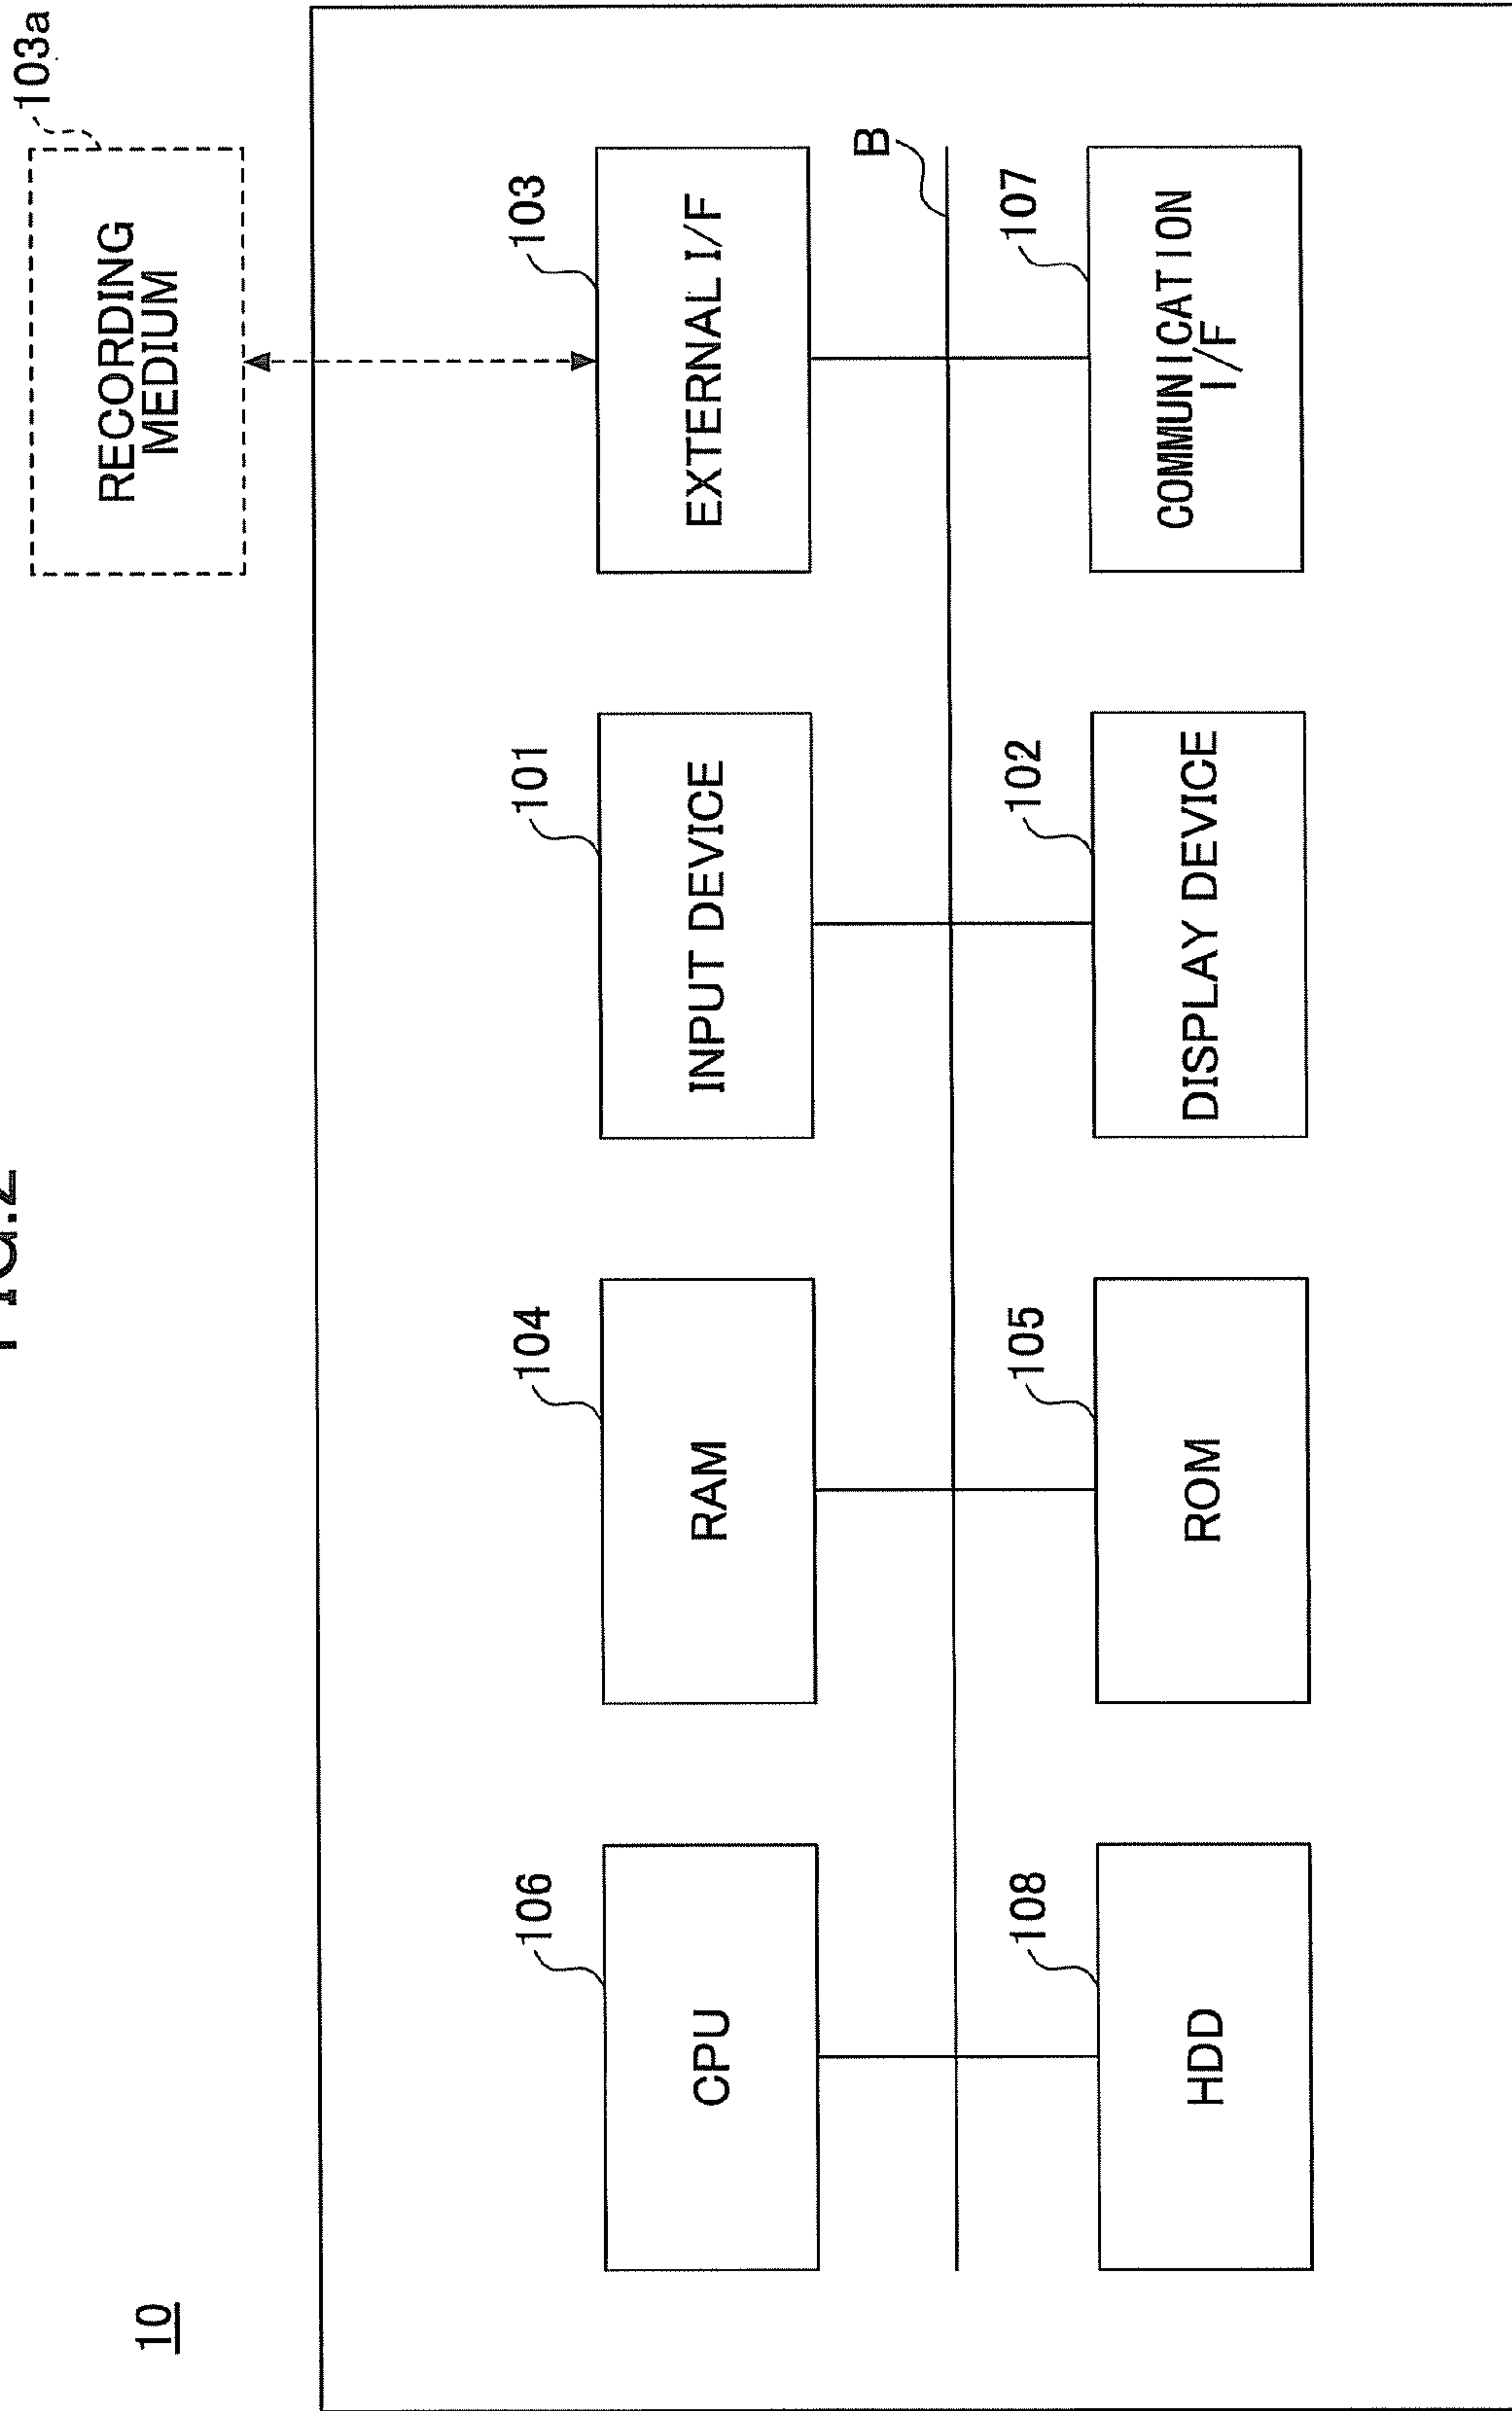 FIG.2
10
RECORDING
MEDIUM
103a
106
CPU
104
RAM
101
INPUT DEVICE
103
EXTERNAL I/F
B
108
HDD
105
ROM
102
DISPLAY DEVICE
107
COMMUNICATION
I/F